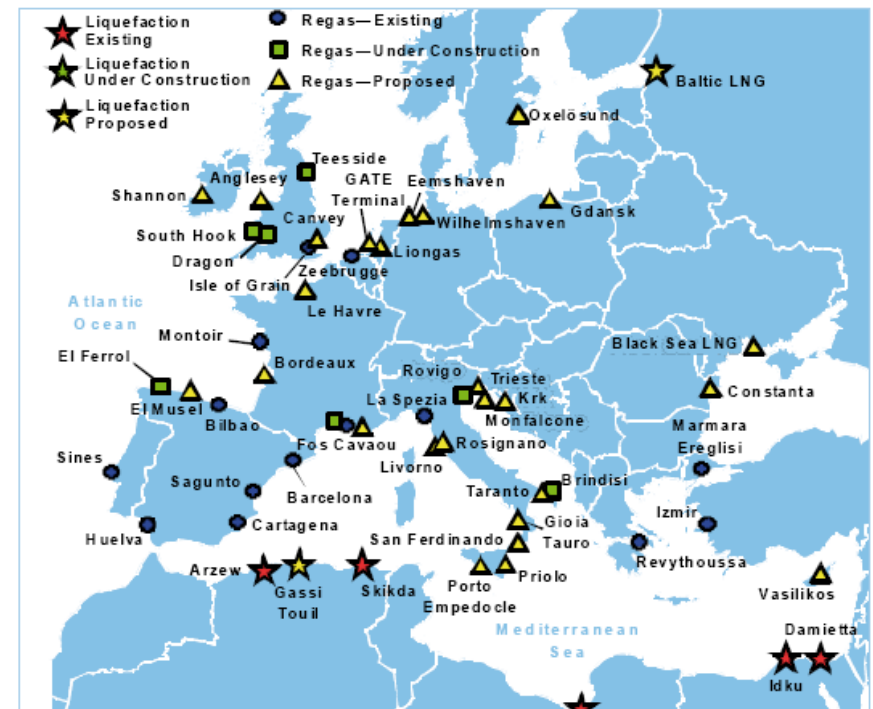 Liquefaction
Existing
Liquefaction
Under Construction
Liquefaction
Proposed
Regas—Existing
Regas—Under Construction
Regas—Proposed
Baltic LNG
Oxelösund
Teesside
Anglesey
GATE
Terminal
Eemshaven
Shannon
Canvey
Wilhelmshaven
Gdansk
South Hook
Dragon
Liongas
Isle of Grain
Zeebrugge
Le Havre
Atlantic
Ocean
Montoir
Black Sea LNG
El Ferrol
Bordeaux
Rovigo
Trieste
La Spezia
Krk
Constanta
El Musel
Bilbao
Monfalcone
Marmara
Ereglisi
Fos Cavaou
Rosignano
Livorno
Sines
Sagunto
Barcelona
Taranto
Brindisi
Izmir
Huelva
Cartagena
San Ferdinando
Gioia
Tauro
Revythoussa
Arzew
Gassi
Touil
Skikda
Porto
Empedocle
Priolo
Vasilikos
Mediterranean
Sea
Damietta
Idku